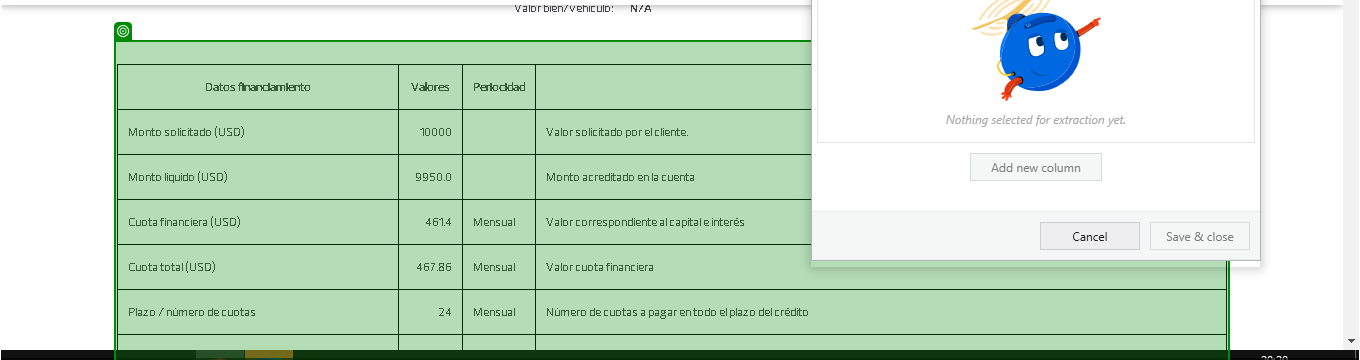 Valor bien/Vehiculo: N/A
Datos financiamiento Valores Periocidad
Monto solicitado (USD) 10000 Valor solicitado por el cliente.
Monto liquido (USD) 9950.0 Monto acreditado en la cuenta
Cuota financiera (USD) 461.4 Mensual Valor correspondiente al capital e interés
Cuota total (USD) 467.86 Mensual Valor cuota financiera
Plazo / número de cuotas 24 Mensual Número de cuotas a pagar en todo el plazo del crédito
Nothing selected for extraction yet.
Add new column
Cancel Save & close